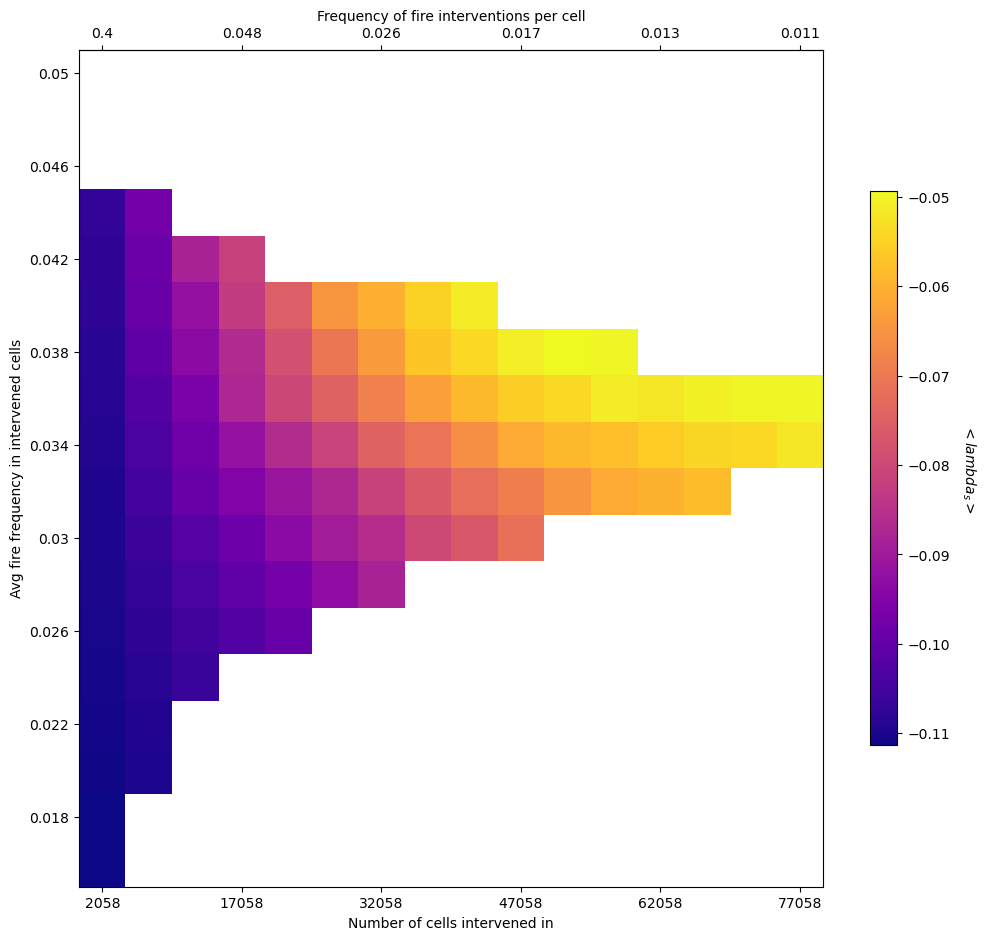 Frequency of fire interventions per cell
0.4 0.048 0.026 0.017 0.013 0.011
0.05
0.046
0.042
0.038
0.034
0.03
0.026
0.022
0.018
Avg fire frequency in intervened cells
2058 17058 32058 47058 62058 77058
Number of cells intervened in
−0.05
−0.06
−0.07
−0.08
−0.09
−0.10
−0.11
< lambda_s >